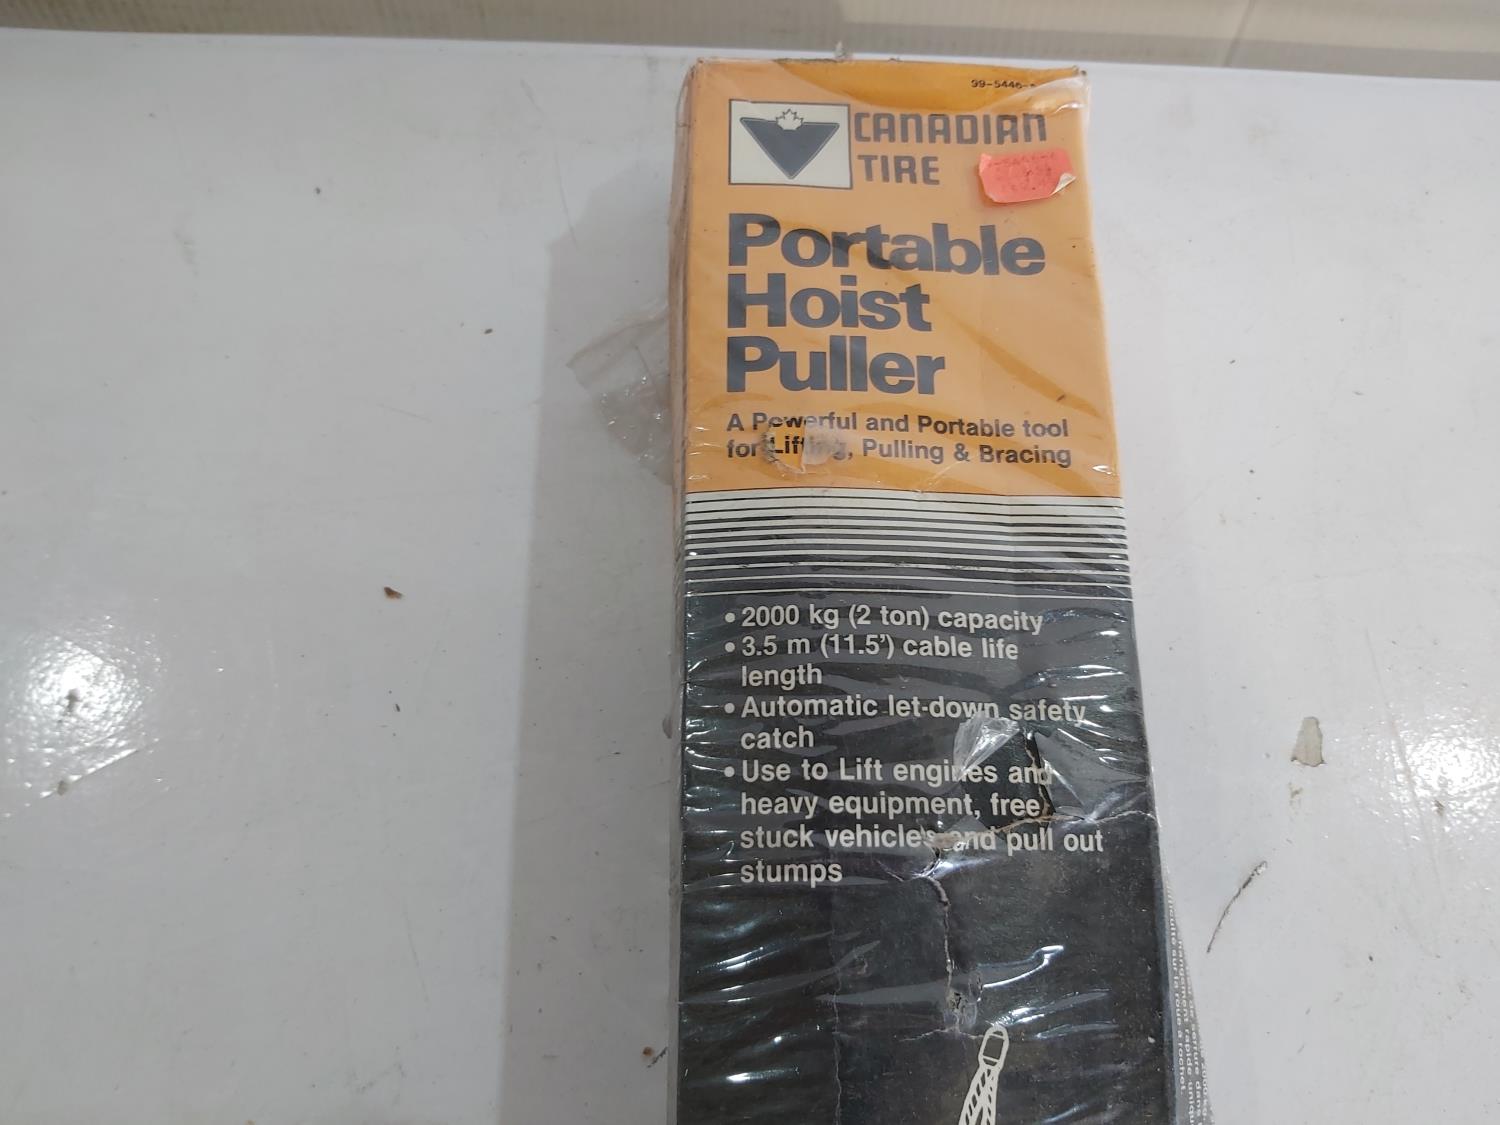 99-5446-
CANADIAN
TIRE
Portable
Hoist
Puller
A Powerful and Portable tool
for Lifting, Pulling & Bracing
• 2000 kg (2 ton) capacity
• 3.5 m (11.5') cable life
length
• Automatic let-down safety
catch
• Use to Lift engines and
heavy equipment, free
stuck vehicles and pull out
stumps